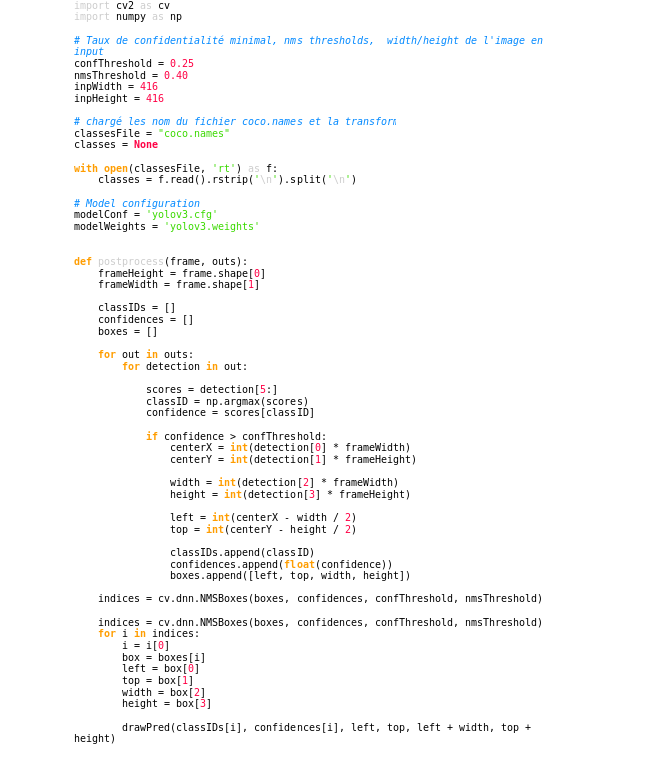 import cv2 as cv
import numpy as np
# Taux de confidentialité minimal, nms thresholds,  width/height de l'image en
input
confThreshold = 0.25
nmsThreshold = 0.40
inpWidth = 416
inpHeight = 416
# chargé les nom du fichier coco.names et la transform
classesFile = "coco.names"
classes = None
with open(classesFile, 'rt') as f:
    classes = f.read().rstrip('\n').split('\n')
# Model configuration
modelConf = 'yolov3.cfg'
modelWeights = 'yolov3.weights'
def postprocess(frame, outs):
    frameHeight = frame.shape[0]
    frameWidth = frame.shape[1]
    classIDs = []
    confidences = []
    boxes = []
    for out in outs:
        for detection in out:
            scores = detection[5:]
            classID = np.argmax(scores)
            confidence = scores[classID]
            if confidence > confThreshold:
                centerX = int(detection[0] * frameWidth)
                centerY = int(detection[1] * frameHeight)
                width = int(detection[2] * frameWidth)
                height = int(detection[3] * frameHeight)
                left = int(centerX - width / 2)
                top = int(centerY - height / 2)
                classIDs.append(classID)
                confidences.append(float(confidence))
                boxes.append([left, top, width, height])
    indices = cv.dnn.NMSBoxes(boxes, confidences, confThreshold, nmsThreshold)
    indices = cv.dnn.NMSBoxes(boxes, confidences, confThreshold, nmsThreshold)
    for i in indices:
        i = i[0]
        box = boxes[i]
        left = box[0]
        top = box[1]
        width = box[2]
        height = box[3]
        drawPred(classIDs[i], confidences[i], left, top, left + width, top +
height)